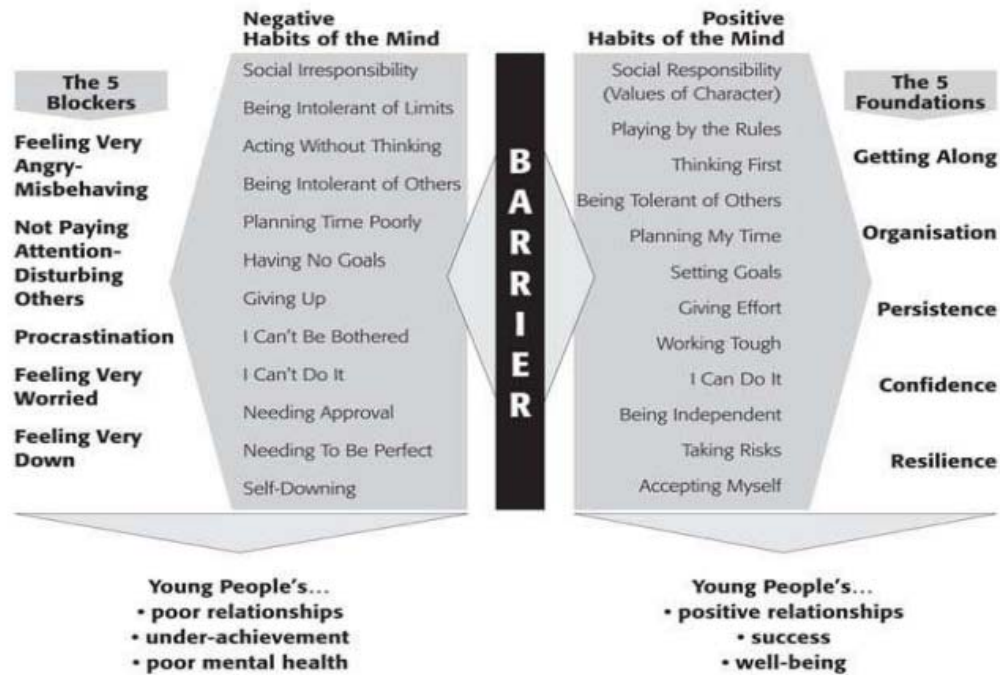 Negative
Habits of the Mind
Positive
Habits of the Mind
The 5
Blockers
Feeling Very
Angry-
Misbehaving
Not Paying
Attention-
Disturbing
Others
Procrastination
Feeling Very
Worried
Feeling Very
Down
Social Irresponsibility
Being Intolerant of Limits
Acting Without Thinking
Being Intolerant of Others
Planning Time Poorly
Having No Goals
Giving Up
I Can't Be Bothered
I Can't Do It
Needing Approval
Needing To Be Perfect
Self-Downing
BARRIER
Social Responsibility
(Values of Character)
Playing by the Rules
Thinking First
Being Tolerant of Others
Planning My Time
Setting Goals
Giving Effort
Working Tough
I Can Do It
Being Independent
Taking Risks
Accepting Myself
The 5
Foundations
Getting Along
Organisation
Persistence
Confidence
Resilience
Young People's...
• poor relationships
• under-achievement
• poor mental health
Young People's...
• positive relationships
• success
• well-being